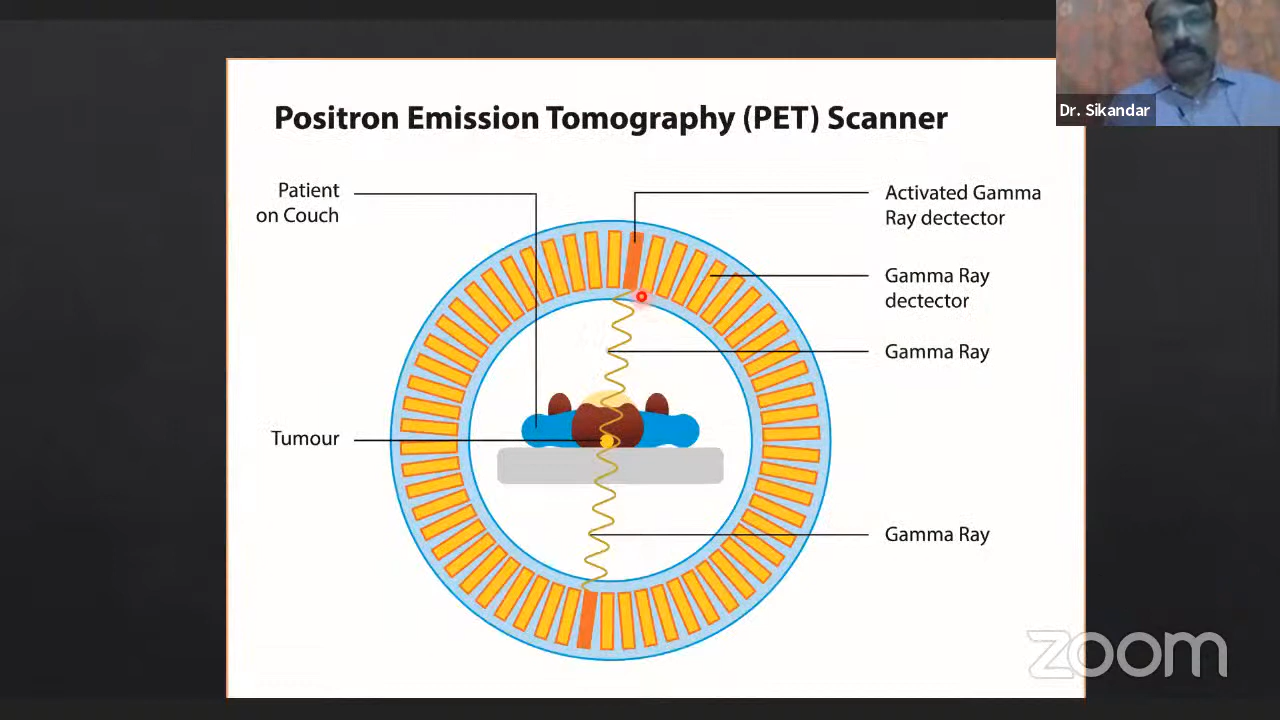 Dr. Sikandar
Positron Emission Tomography (PET) Scanner
Patient
on Couch
Activated Gamma
Ray dectector
Gamma Ray
dectector
Gamma Ray
Tumour
Gamma Ray
zoom